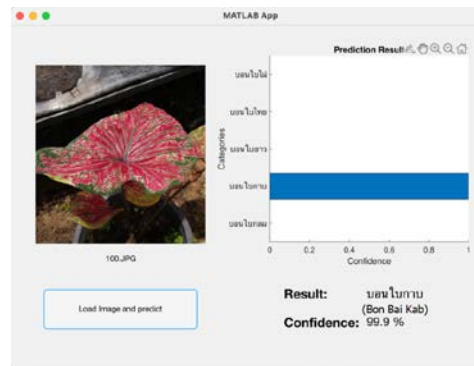 MATLAB App
Prediction Result
บอนใบไผ่
บอนใบไทย
บอนใบยาว
บอนใบกาบ
บอนใบกลม
Categories
0 0.2 0.4 0.6 0.8 1
Confidence
100.JPG
Load Image and predict
Result: บอนใบกาบ
(Bon Bai Kab)
Confidence: 99.9 %